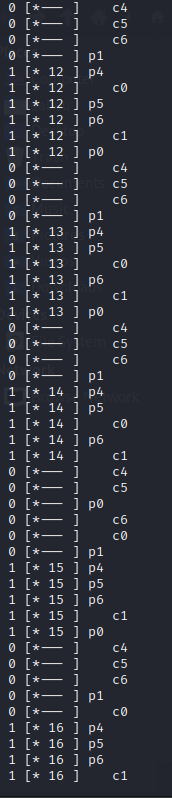 0 [*—— ]     c4
0 [*—— ]     c5
0 [*—— ]     c6
0 [*—— ] p1
1 [* 12 ] p4
1 [* 12 ]     c0
1 [* 12 ] p5
1 [* 12 ] p6
1 [* 12 ]     c1
1 [* 12 ] p0
0 [*—— ]     c4
0 [*—— ]     c5
0 [*—— ]     c6
0 [*—— ] p1
1 [* 13 ] p4
1 [* 13 ] p5
1 [* 13 ]     c0
1 [* 13 ] p6
1 [* 13 ]     c1
1 [* 13 ] p0
0 [*—— ]     c4
0 [*—— ]     c5
0 [*—— ]     c6
0 [*—— ] p1
1 [* 14 ] p4
1 [* 14 ] p5
1 [* 14 ]     c0
1 [* 14 ] p6
1 [* 14 ]     c1
0 [*—— ]     c4
0 [*—— ]     c5
0 [*—— ] p0
0 [*—— ]     c6
0 [*—— ]     c0
0 [*—— ] p1
1 [* 15 ] p4
1 [* 15 ] p5
1 [* 15 ] p6
1 [* 15 ]     c1
1 [* 15 ] p0
0 [*—— ]     c4
0 [*—— ]     c5
0 [*—— ]     c6
0 [*—— ] p1
0 [*—— ]     c0
1 [* 16 ] p4
1 [* 16 ] p5
1 [* 16 ] p6
1 [* 16 ]     c1